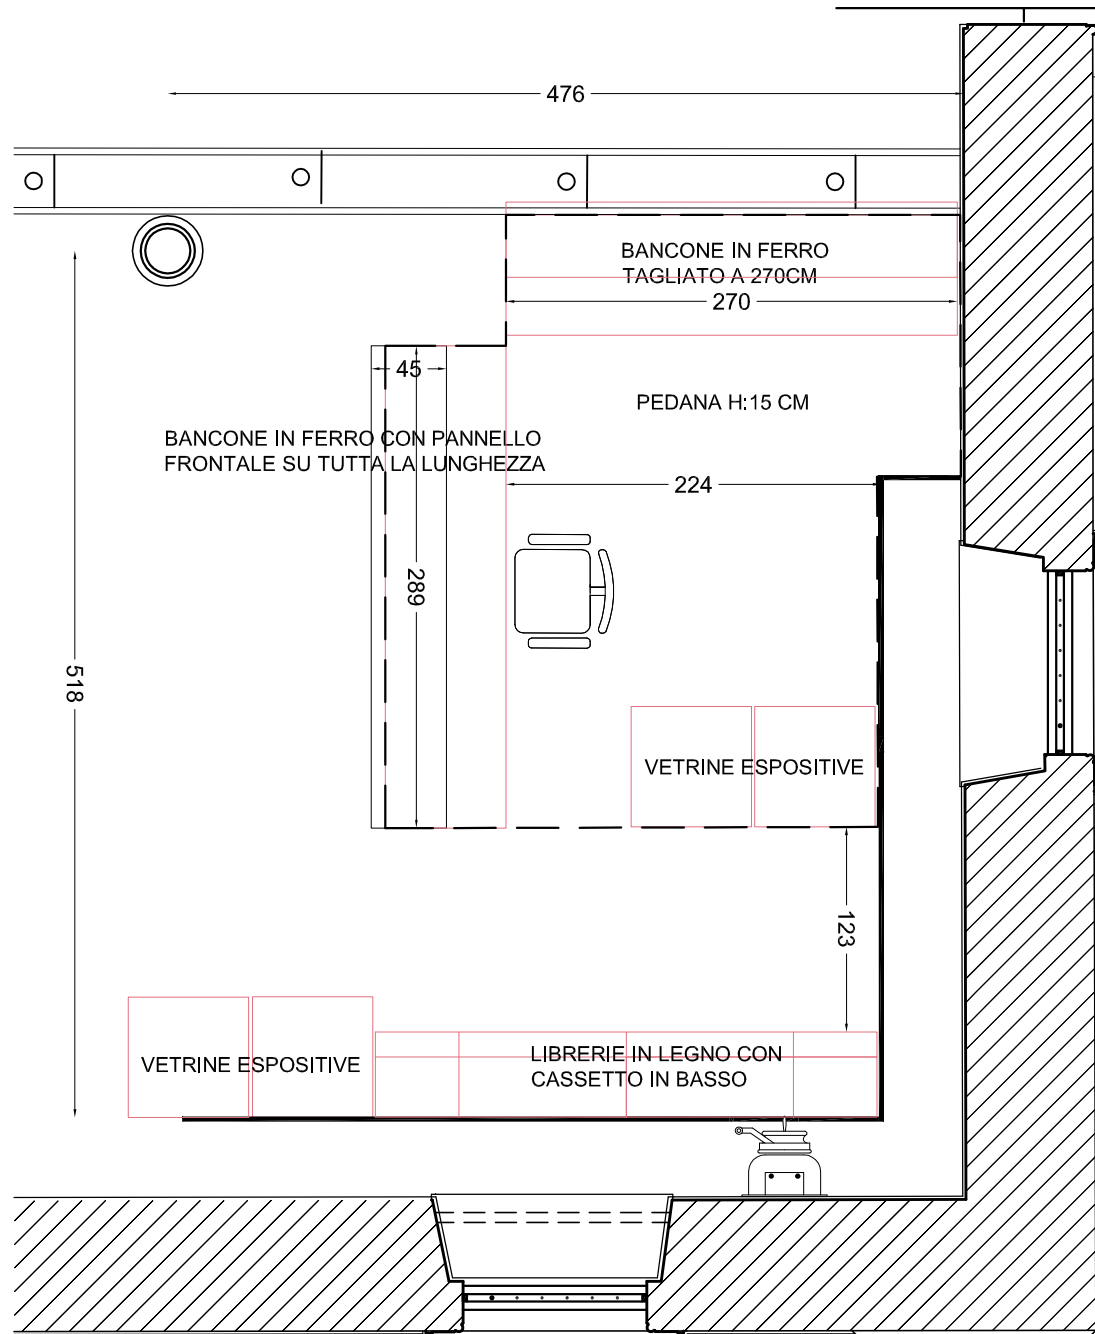 476
BANCONE IN FERRO
TAGLIATO A 270CM
270
45
PEDANA H:15 CM
BANCONE IN FERRO CON PANNELLO
FRONTALE SU TUTTA LA LUNGHEZZA
224
289
518
VETRINE ESPOSITIVE
123
VETRINE ESPOSITIVE
LIBRERIE IN LEGNO CON
CASSETTO IN BASSO